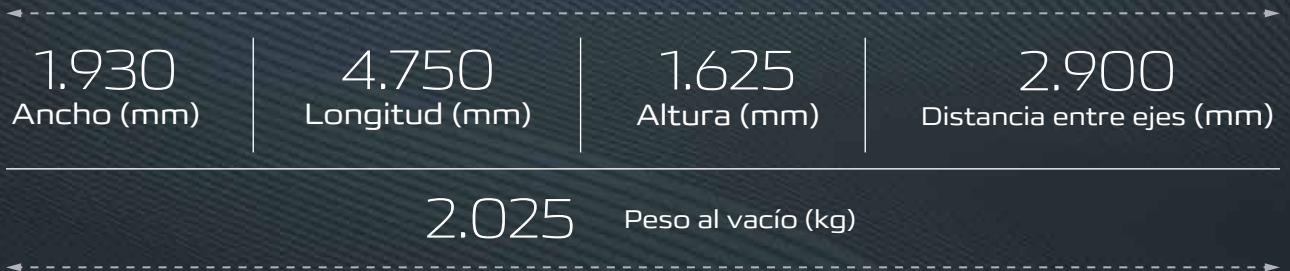 1.930
Ancho (mm)
4.750
Longitud (mm)
1.625
Altura (mm)
2.900
Distancia entre ejes (mm)
2.025 Peso al vacío (kg)